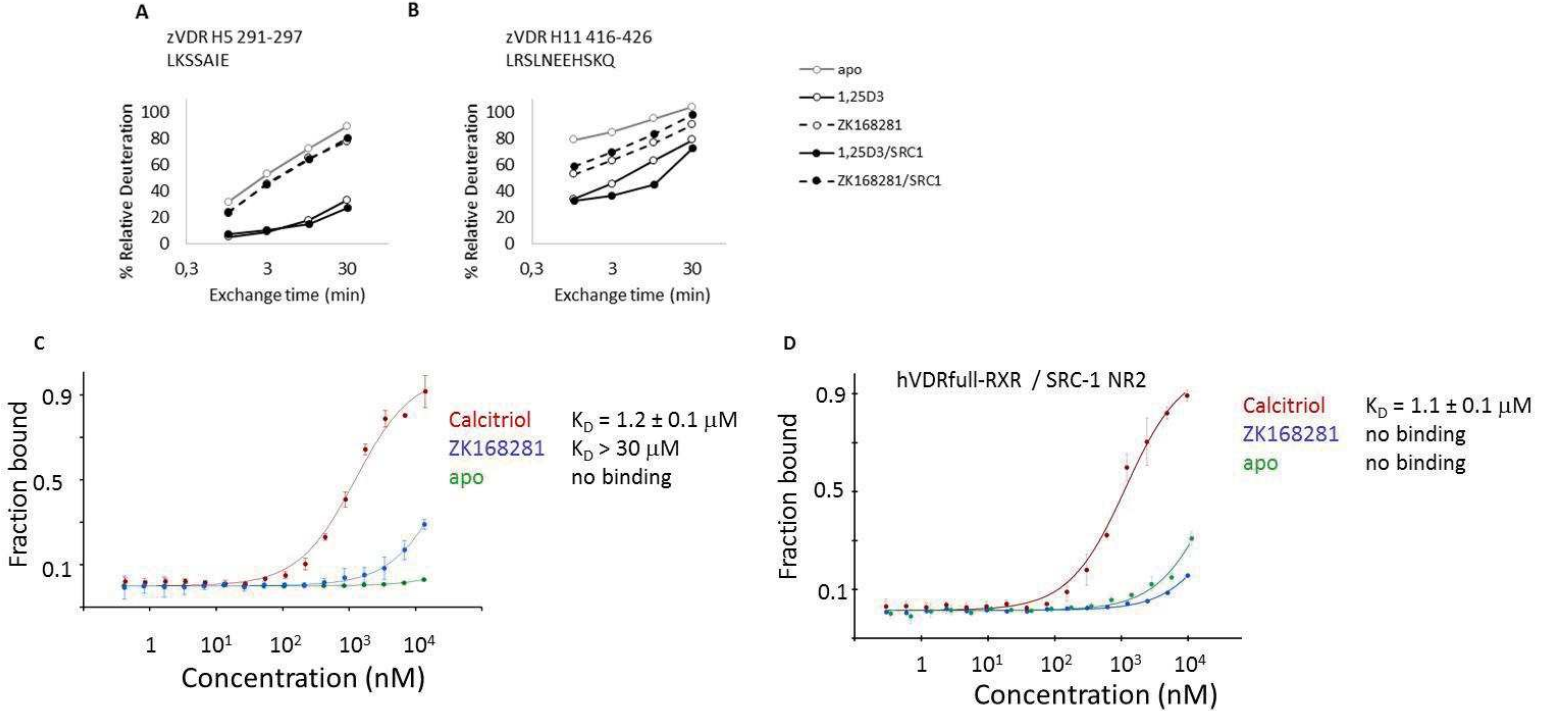 A
zVDR H5 291-297
LKSSAIE
% Relative Deuteration
100
80
60
40
20
0
0,3
3
30
Exchange time (min)
B
zVDR H11 416-426
LRSLNEEHSKQ
% Relative Deuteration
100
80
60
40
20
0
0,3
3
30
Exchange time (min)
apo
1,25D3
ZK168281
1,25D3/SRC1
ZK168281/SRC1
C
Fraction bound
0.9
0.5
0.1
1
10¹
10²
10³
10⁴
Concentration (nM)
Calcitriol K_D = 1.2 ± 0.1 µM
ZK168281 K_D > 30 µM
apo no binding
D
hVDRfull-RXR / SRC-1 NR2
Fraction bound
0.9
0.5
0.1
1
10¹
10²
10³
10⁴
Concentration (nM)
Calcitriol K_D = 1.1 ± 0.1 µM
ZK168281 no binding
apo no binding